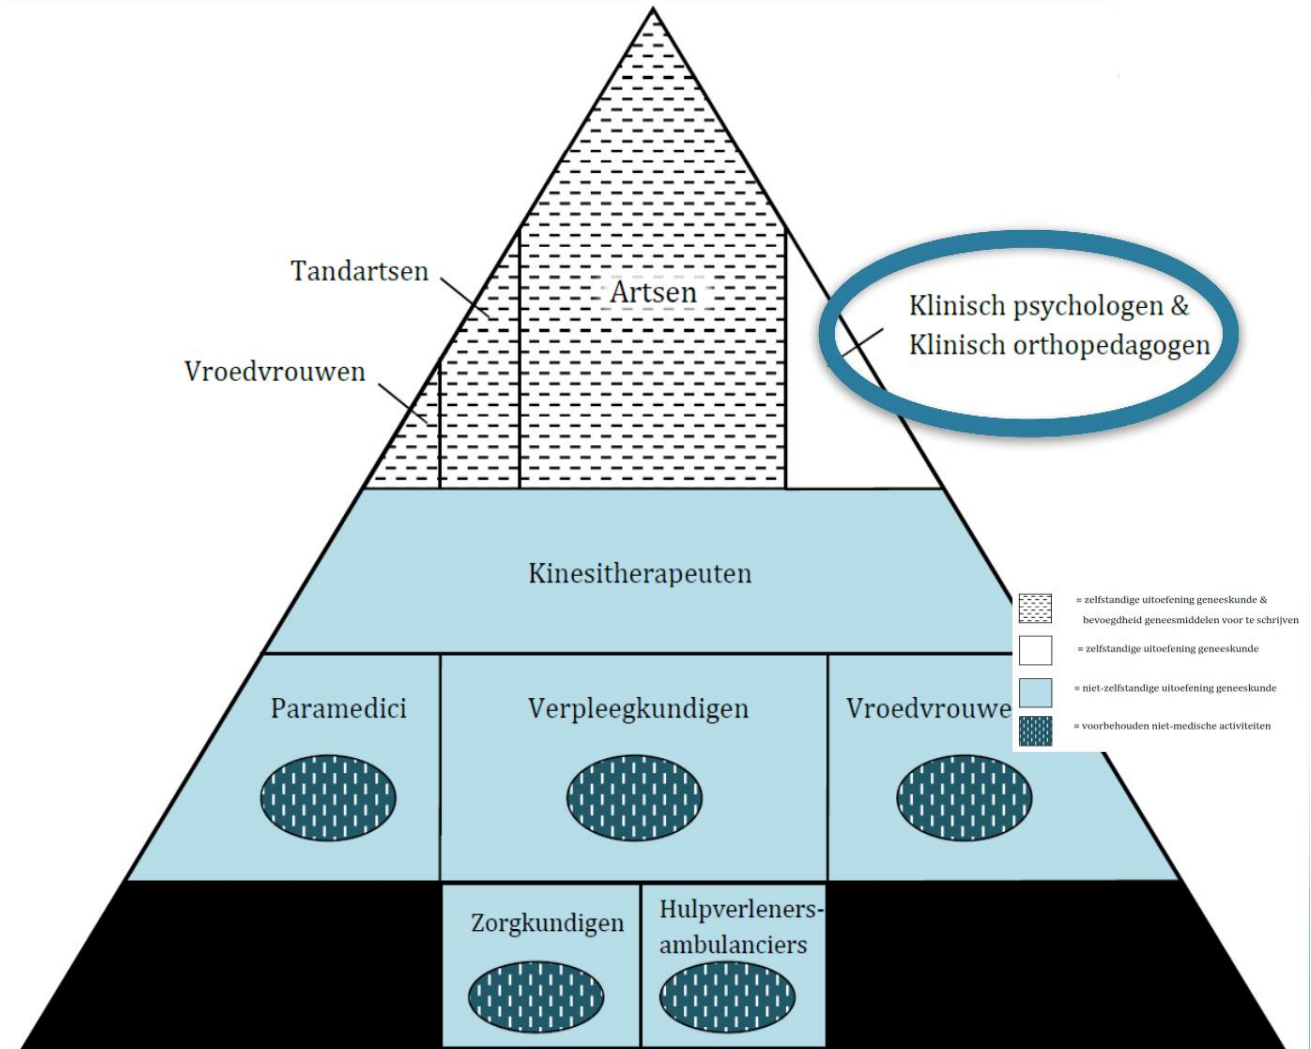 Tandartsen
Artsen
Klinisch psychologen &
Klinisch orthopedagogen
Vroedvrouwen
Kinesitherapeuten
= zelfstandige uitoefening geneeskunde &
bevoegdheid geneesmiddelen voor te schrijven
= zelfstandige uitoefening geneeskunde
= niet-zelfstandige uitoefening geneeskunde
= voorbehouden niet-medische activiteiten
Paramedici
Verpleegkundigen
Vroedvrouwe
Zorgkundigen
Hulpverleners-
ambulanciers